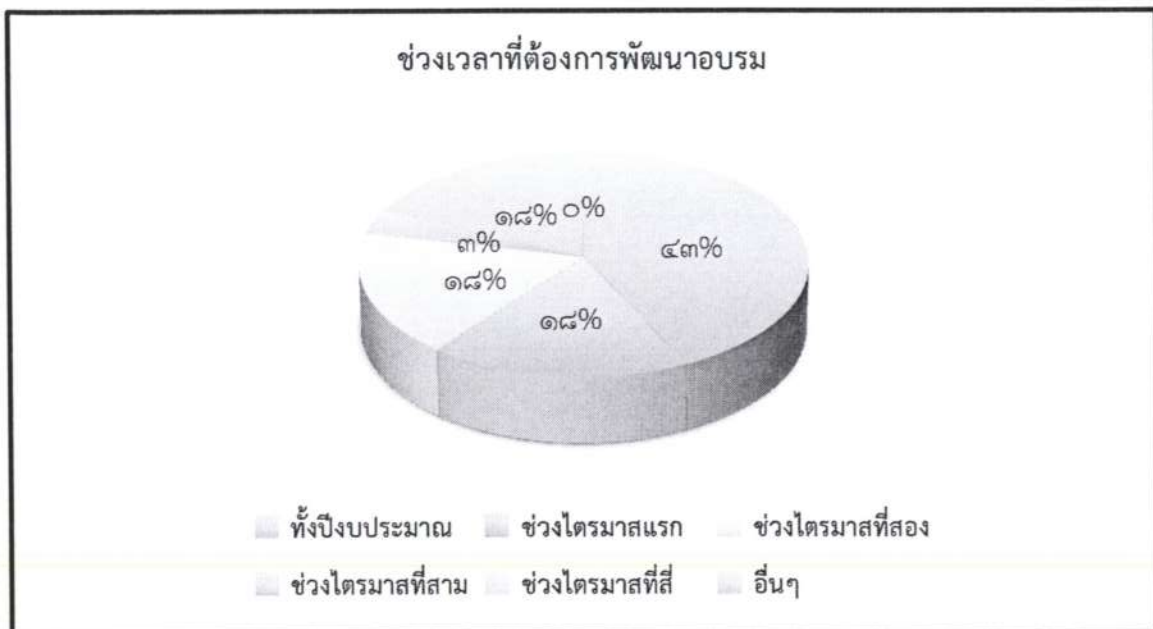 ช่วงเวลาที่ต้องการพัฒนาอบรม
๑๘% ๐%
๔๓%
๓%
๑๘%
๑๘%
ทั้งปีงบประมาณ ช่วงไตรมาสแรก ช่วงไตรมาสที่สอง
ช่วงไตรมาสที่สาม ช่วงไตรมาสที่สี่ อื่นๆ